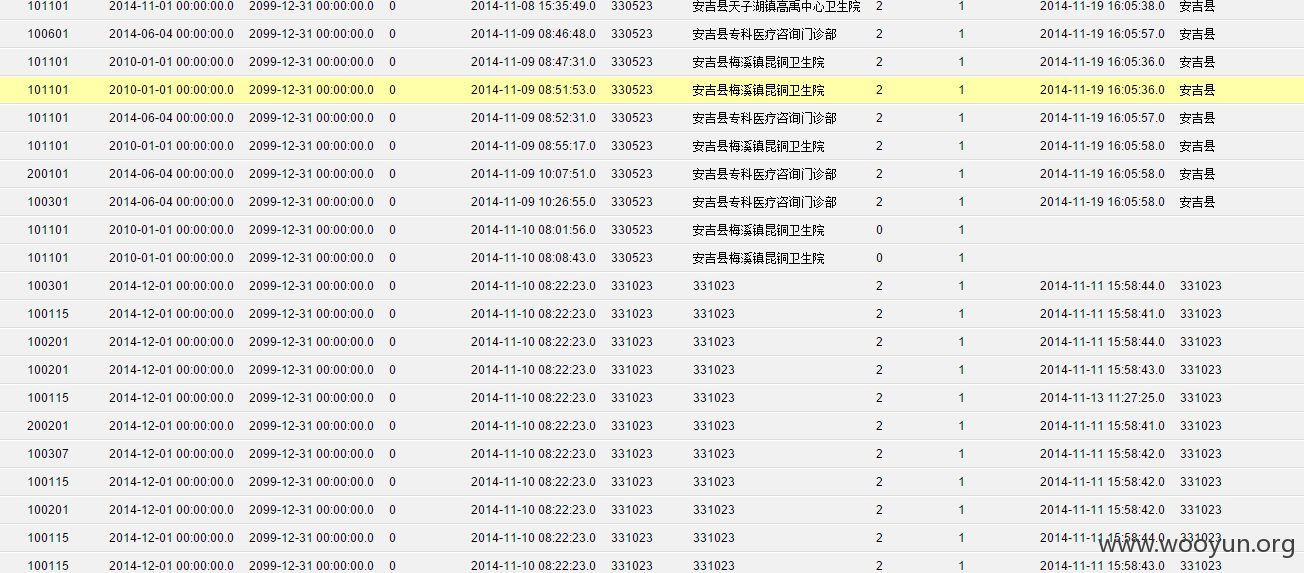 101101 2014-11-01 00:00:00.0 2099-12-31 00:00:00.0 0 2014-11-08 15:35:49.0 330523 安吉县天子湖镇高禹中心卫生院 2 1 2014-11-19 16:05:38.0 安吉县
100601 2014-06-04 00:00:00.0 2099-12-31 00:00:00.0 0 2014-11-09 08:46:48.0 330523 安吉县专科医疗咨询门诊部 2 1 2014-11-19 16:05:57.0 安吉县
101101 2010-01-01 00:00:00.0 2099-12-31 00:00:00.0 0 2014-11-09 08:47:31.0 330523 安吉县梅溪镇昆铜卫生院 2 1 2014-11-19 16:05:36.0 安吉县
101101 2010-01-01 00:00:00.0 2099-12-31 00:00:00.0 0 2014-11-09 08:51:53.0 330523 安吉县梅溪镇昆铜卫生院 2 1 2014-11-19 16:05:36.0 安吉县
101101 2014-06-04 00:00:00.0 2099-12-31 00:00:00.0 0 2014-11-09 08:52:31.0 330523 安吉县专科医疗咨询门诊部 2 1 2014-11-19 16:05:57.0 安吉县
101101 2010-01-01 00:00:00.0 2099-12-31 00:00:00.0 0 2014-11-09 08:55:17.0 330523 安吉县梅溪镇昆铜卫生院 2 1 2014-11-19 16:05:58.0 安吉县
200101 2014-06-04 00:00:00.0 2099-12-31 00:00:00.0 0 2014-11-09 10:07:51.0 330523 安吉县专科医疗咨询门诊部 2 1 2014-11-19 16:05:58.0 安吉县
100301 2014-06-04 00:00:00.0 2099-12-31 00:00:00.0 0 2014-11-09 10:26:55.0 330523 安吉县专科医疗咨询门诊部 2 1 2014-11-19 16:05:58.0 安吉县
101101 2010-01-01 00:00:00.0 2099-12-31 00:00:00.0 0 2014-11-10 08:01:56.0 330523 安吉县梅溪镇昆铜卫生院 0 1
101101 2010-01-01 00:00:00.0 2099-12-31 00:00:00.0 0 2014-11-10 08:08:43.0 330523 安吉县梅溪镇昆铜卫生院 0 1
100301 2014-12-01 00:00:00.0 2099-12-31 00:00:00.0 0 2014-11-10 08:22:23.0 331023 331023 2 1 2014-11-11 15:58:44.0 331023
100115 2014-12-01 00:00:00.0 2099-12-31 00:00:00.0 0 2014-11-10 08:22:23.0 331023 331023 2 1 2014-11-11 15:58:41.0 331023
100201 2014-12-01 00:00:00.0 2099-12-31 00:00:00.0 0 2014-11-10 08:22:23.0 331023 331023 2 1 2014-11-11 15:58:44.0 331023
100201 2014-12-01 00:00:00.0 2099-12-31 00:00:00.0 0 2014-11-10 08:22:23.0 331023 331023 2 1 2014-11-11 15:58:43.0 331023
100115 2014-12-01 00:00:00.0 2099-12-31 00:00:00.0 0 2014-11-10 08:22:23.0 331023 331023 2 1 2014-11-13 11:27:25.0 331023
200201 2014-12-01 00:00:00.0 2099-12-31 00:00:00.0 0 2014-11-10 08:22:23.0 331023 331023 2 1 2014-11-11 15:58:41.0 331023
100307 2014-12-01 00:00:00.0 2099-12-31 00:00:00.0 0 2014-11-10 08:22:23.0 331023 331023 2 1 2014-11-11 15:58:42.0 331023
100115 2014-12-01 00:00:00.0 2099-12-31 00:00:00.0 0 2014-11-10 08:22:23.0 331023 331023 2 1 2014-11-11 15:58:42.0 331023
100201 2014-12-01 00:00:00.0 2099-12-31 00:00:00.0 0 2014-11-10 08:22:23.0 331023 331023 2 1 2014-11-11 15:58:42.0 331023
100115 2014-12-01 00:00:00.0 2099-12-31 00:00:00.0 0 2014-11-10 08:22:23.0 331023 331023 2 1 2014-11-11 15:58:44.0 331023
www.wooyun.org
100115 2014-12-01 00:00:00.0 2099-12-31 00:00:00.0 0 2014-11-10 08:22:23.0 331023 331023 2 1 2014-11-11 15:58:43.0 331023